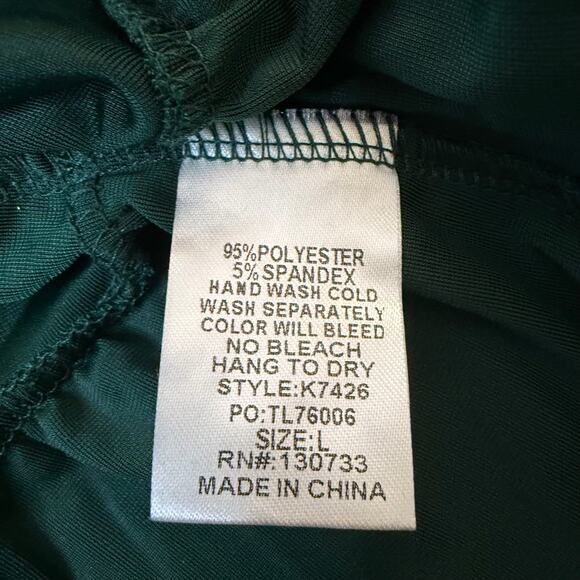 95%POLYESTER
5%SPANDEX
HAND WASH COLD
WASH SEPARATELY
COLOR WILL BLEED
NO BLEACH
HANG TO DRY
STYLE:K7426
PO:TL76006
SIZE:L
RN#:130733
MADE IN CHINA